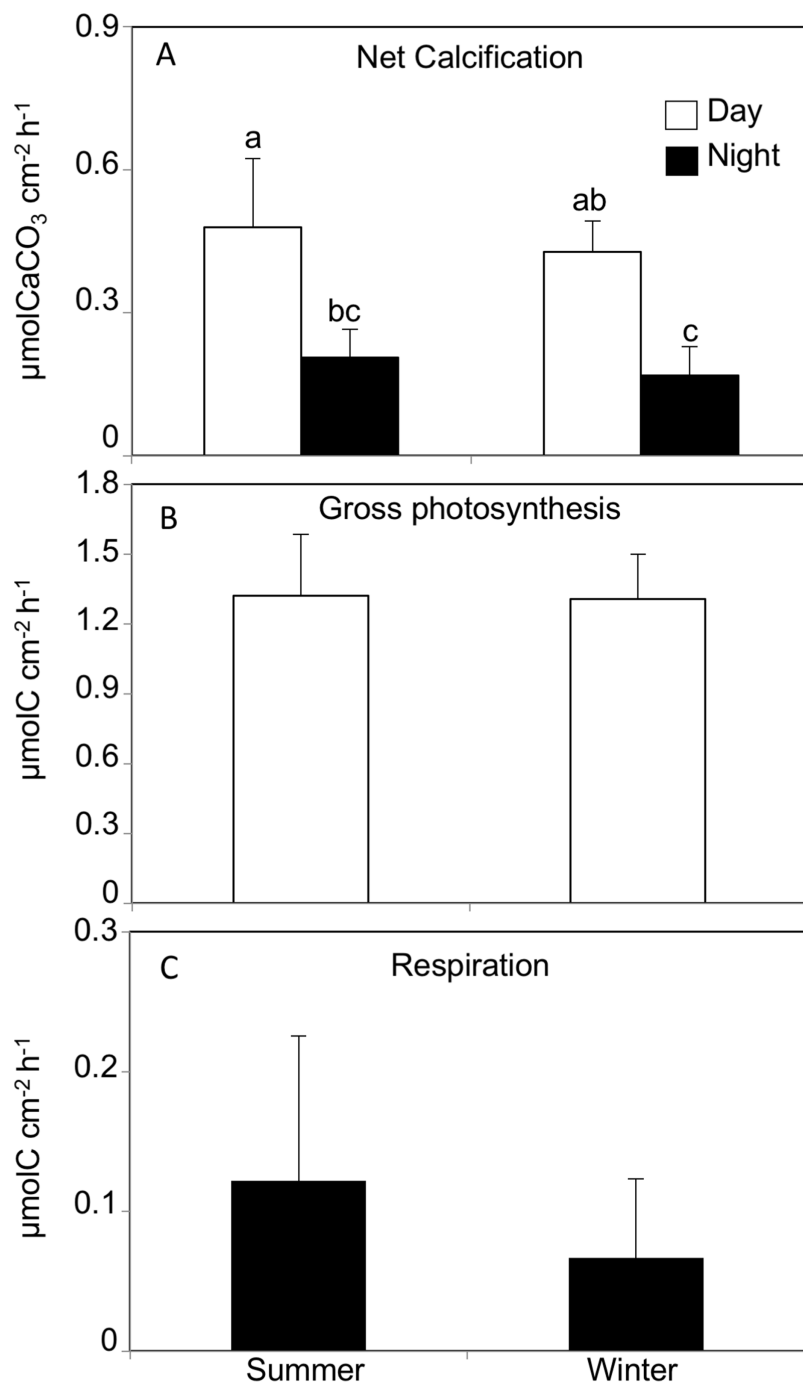 A
Net Calcification
Day
Night
µmolCaCO₃ cm⁻² h⁻¹
0.9
0.6
0.3
0
a
bc
ab
c
B
Gross photosynthesis
µmolC cm⁻² h⁻¹
1.8
1.5
1.2
0.9
0.6
0.3
0
C
Respiration
µmolC cm⁻² h⁻¹
0.3
0.2
0.1
0
Summer Winter